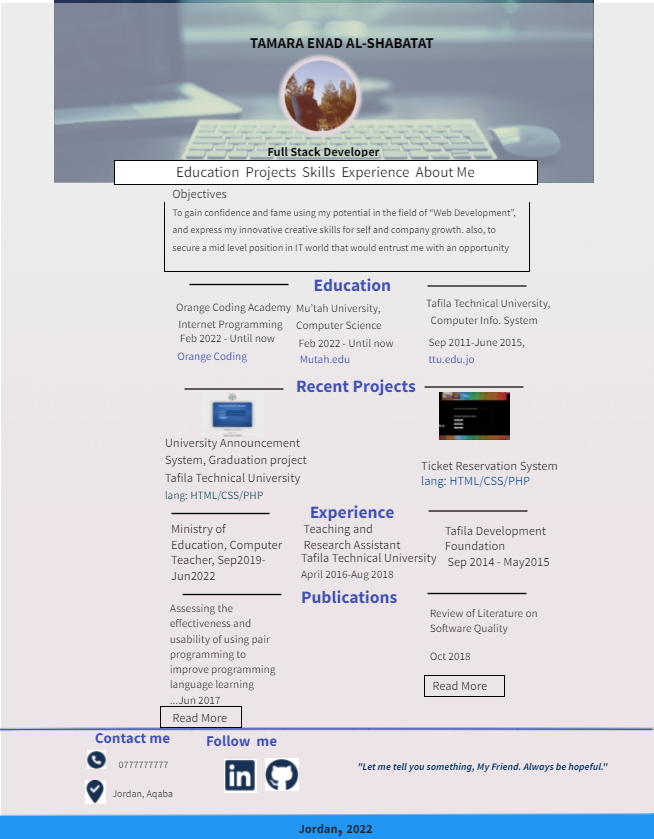 TAMARA ENAD AL-SHABATAT
Full Stack Developer
Education Projects Skills Experience About Me
Objectives
To gain confidence and fame using my potential in the field of “Web Development”,
and express my innovative creative skills for self and company growth. also, to
secure a mid level position in IT world that would entrust me with an opportunity
Education
Orange Coding Academy
Internet Programming
Feb 2022 - Until now
Orange Coding
Mu’tah University,
Computer Science
Feb 2022 - Until now
Mutah.edu
Tafila Technical University,
Computer Info. System
Sep 2011-June 2015,
ttu.edu.jo
Recent Projects
University Announcement
System, Graduation project
Tafila Technical University
lang: HTML/CSS/PHP
Ticket Reservation System
lang: HTML/CSS/PHP
Experience
Ministry of
Education, Computer
Teacher, Sep2019-
Jun2022
Teaching and
Research Assistant
Tafila Technical University
April 2016-Aug 2018
Tafila Development
Foundation
Sep 2014 - May2015
Publications
Assessing the
effectiveness and
usability of using pair
programming to
improve programming
language learning
...Jun 2017
Read More
Review of Literature on
Software Quality
Oct 2018
Read More
Contact me
0777777777
Jordan, Aqaba
Follow me
in
"Let me tell you something, My Friend. Always be hopeful."
Jordan, 2022